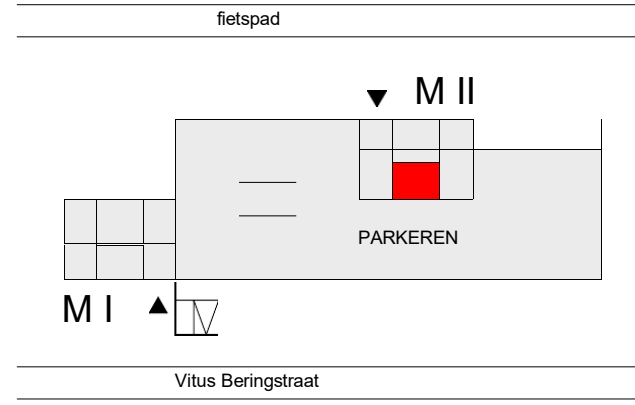 fietspad
M II
PARKEREN
M I
Vitus Beringstraat